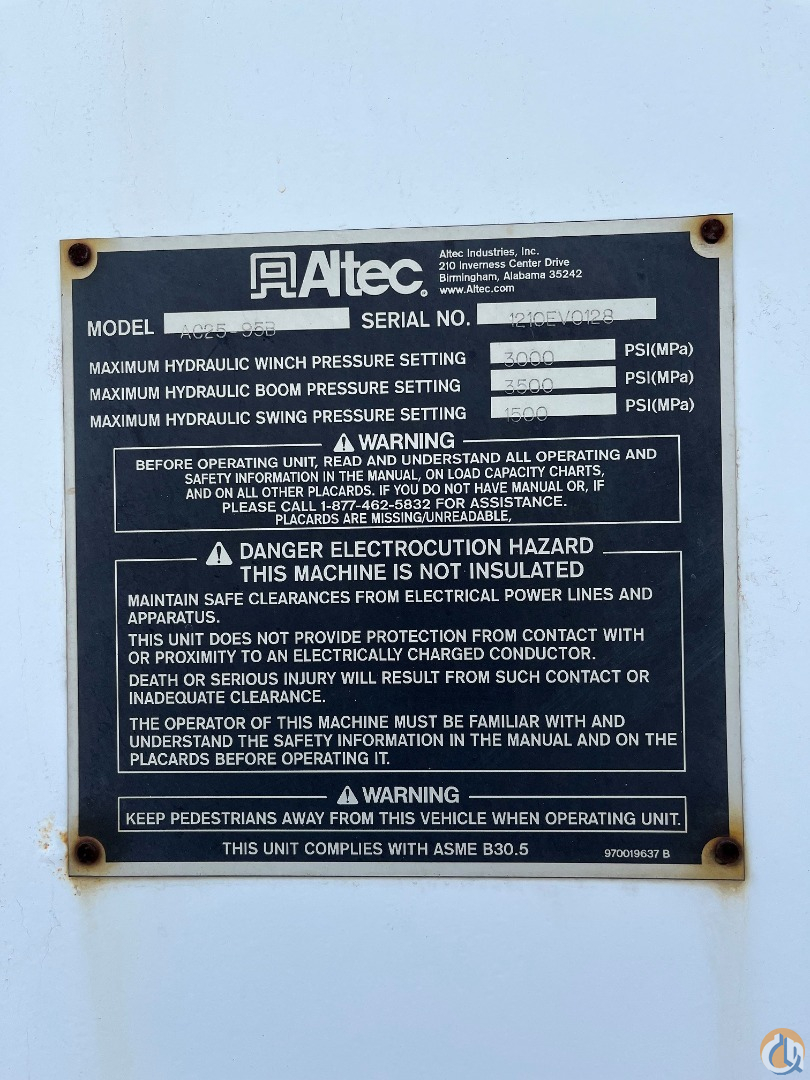 Altec
Altec Industries, Inc.
210 Inverness Center Drive
Birmingham, Alabama 35242
www.Altec.com
MODEL AC25-95B SERIAL NO. 1210EV0128
MAXIMUM HYDRAULIC WINCH PRESSURE SETTING 3000 PSI(MPa)
MAXIMUM HYDRAULIC BOOM PRESSURE SETTING 3500 PSI(MPa)
MAXIMUM HYDRAULIC SWING PRESSURE SETTING 1500 PSI(MPa)
WARNING
BEFORE OPERATING UNIT, READ AND UNDERSTAND ALL OPERATING AND
SAFETY INFORMATION IN THE MANUAL, ON LOAD CAPACITY CHARTS,
AND ON ALL OTHER PLACARDS. IF YOU DO NOT HAVE MANUAL OR, IF
PLEASE CALL 1-877-462-5832 FOR ASSISTANCE.
PLACARDS ARE MISSING/UNREADABLE,
DANGER ELECTROCUTION HAZARD
THIS MACHINE IS NOT INSULATED
MAINTAIN SAFE CLEARANCES FROM ELECTRICAL POWER LINES AND
APPARATUS.
THIS UNIT DOES NOT PROVIDE PROTECTION FROM CONTACT WITH
OR PROXIMITY TO AN ELECTRICALLY CHARGED CONDUCTOR.
DEATH OR SERIOUS INJURY WILL RESULT FROM SUCH CONTACT OR
INADEQUATE CLEARANCE.
THE OPERATOR OF THIS MACHINE MUST BE FAMILIAR WITH AND
UNDERSTAND THE SAFETY INFORMATION IN THE MANUAL AND ON THE
PLACARDS BEFORE OPERATING IT.
WARNING
KEEP PEDESTRIANS AWAY FROM THIS VEHICLE WHEN OPERATING UNIT.
THIS UNIT COMPLIES WITH ASME B30.5
970019637 B